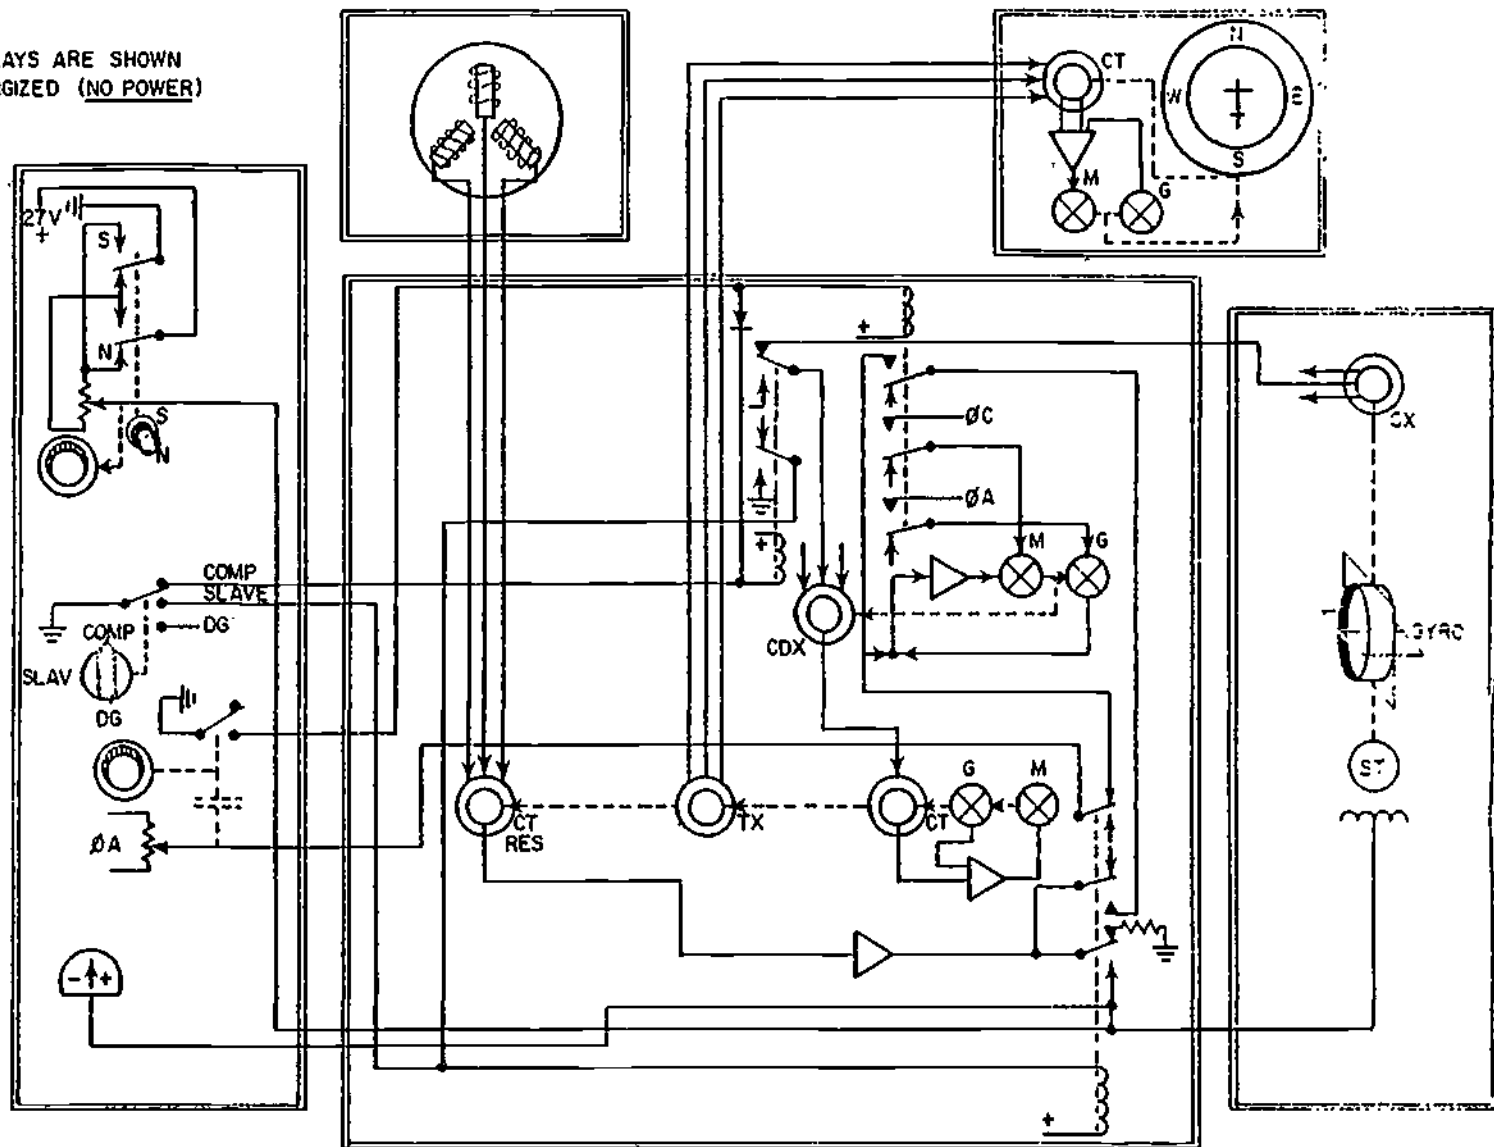 AYS ARE SHOWN
GIZED (NO POWER)
27V
+
S
N
S
N
COMP
SLAVE
DG
COMP
SLAV
DG
ØA
- +
CT
N
W
E
S
M
G
+
ØC
ØA
+
M
G
CDX
G
M
CT
RES
TX
CT
+
CX
GYRO
ST